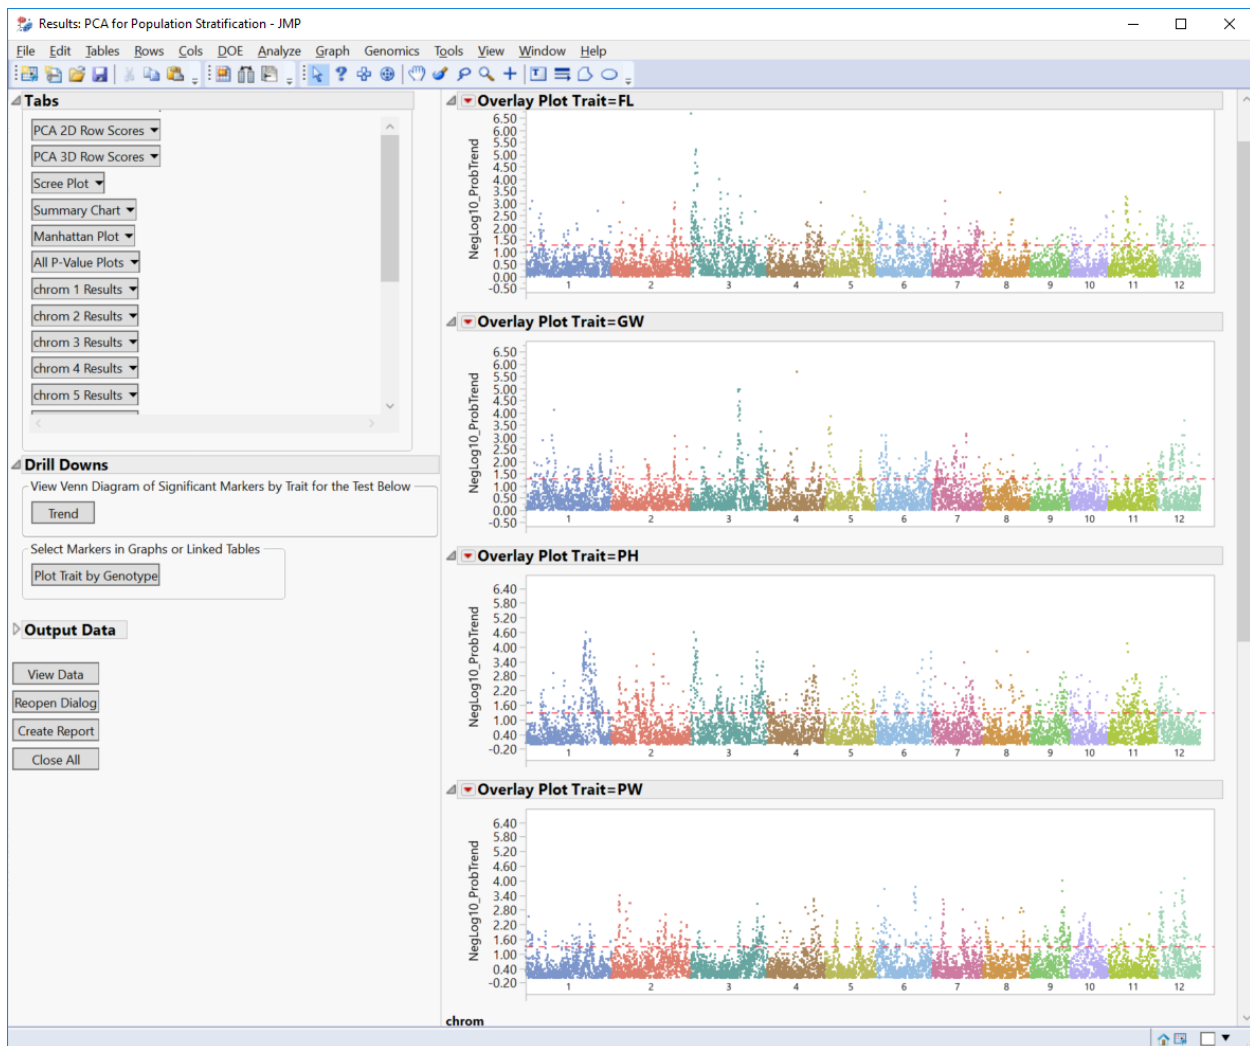 Results: PCA for Population Stratification - JMP
File Edit Tables Rows Cols DOE Analyze Graph Genomics Tools View Window Help
Tabs
PCA 2D Row Scores
PCA 3D Row Scores
Scree Plot
Summary Chart
Manhattan Plot
All P-Value Plots
chrom 1 Results
chrom 2 Results
chrom 3 Results
chrom 4 Results
chrom 5 Results
Drill Downs
View Venn Diagram of Significant Markers by Trait for the Test Below
Trend
Select Markers in Graphs or Linked Tables
Plot Trait by Genotype
Output Data
View Data
Reopen Dialog
Create Report
Close All
Overlay Plot Trait=FL
NegLog10_ProbTrend
6.50
6.00
5.50
5.00
4.50
4.00
3.50
3.00
2.50
2.00
1.50
1.00
0.50
0.00
-0.50
1 2 3 4 5 6 7 8 9 10 11 12
Overlay Plot Trait=GW
NegLog10_ProbTrend
6.50
6.00
5.50
5.00
4.50
4.00
3.50
3.00
2.50
2.00
1.50
1.00
0.50
0.00
-0.50
1 2 3 4 5 6 7 8 9 10 11 12
Overlay Plot Trait=PH
NegLog10_ProbTrend
6.40
5.80
5.20
4.60
4.00
3.40
2.80
2.20
1.60
1.00
0.40
-0.20
1 2 3 4 5 6 7 8 9 10 11 12
Overlay Plot Trait=PW
NegLog10_ProbTrend
6.40
5.80
5.20
4.60
4.00
3.40
2.80
2.20
1.60
1.00
0.40
-0.20
1 2 3 4 5 6 7 8 9 10 11 12
chrom